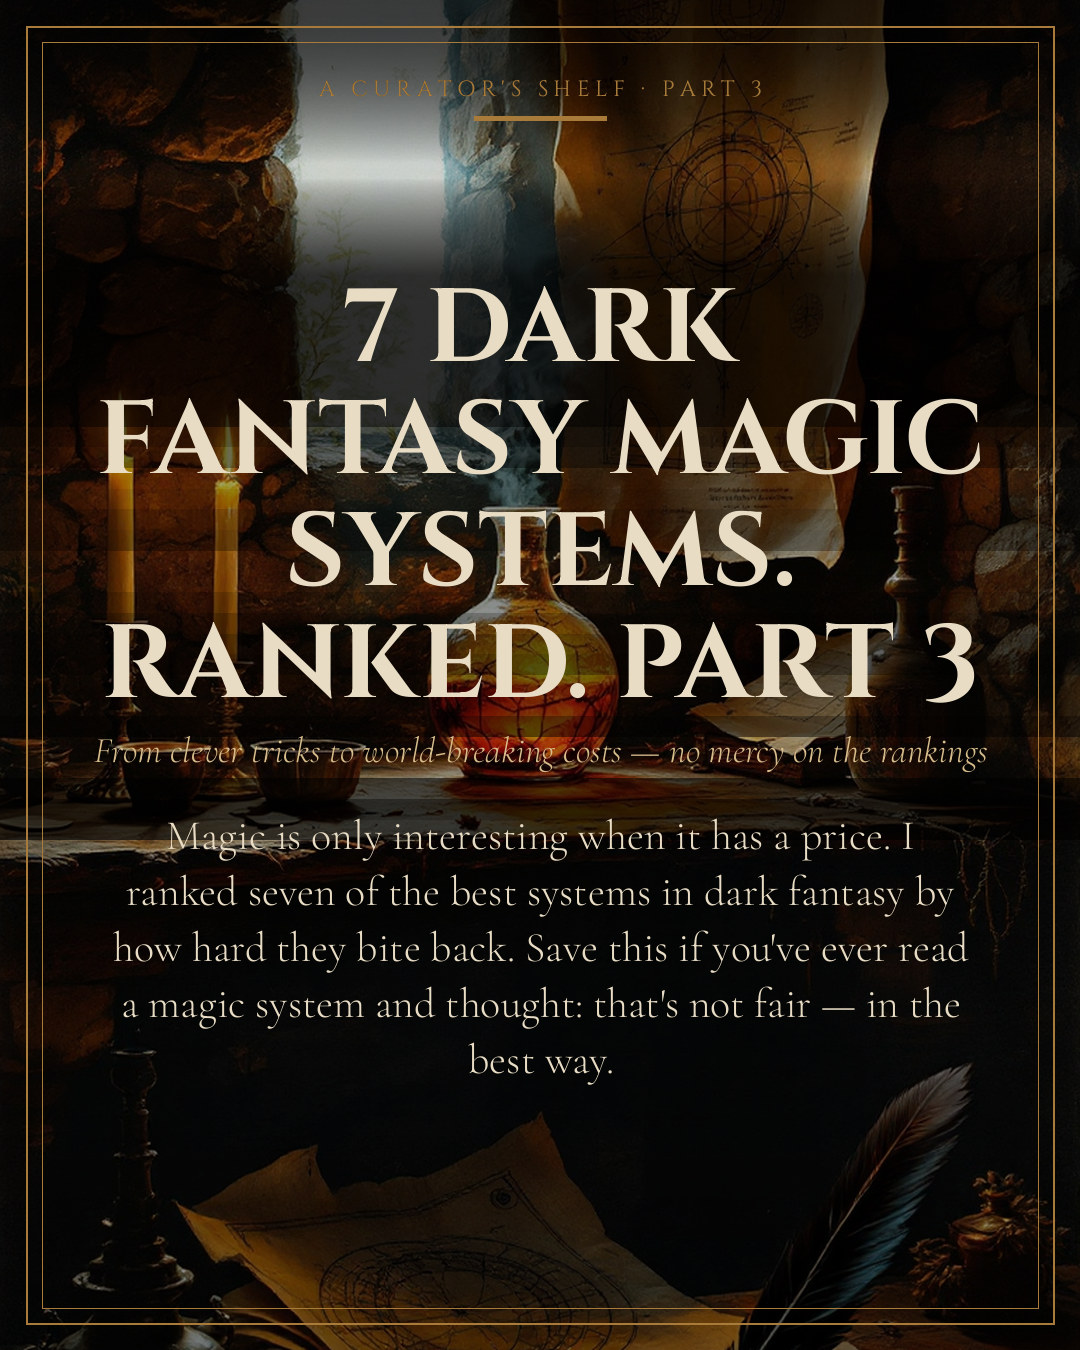 A CURATOR'S SHELF · PART 3
7 DARK
FANTASY MAGIC
SYSTEMS.
RANKED. PART 3
From clever tricks to world-breaking costs — no mercy on the rankings
Magic is only interesting when it has a price. I
ranked seven of the best systems in dark fantasy by
how hard they bite back. Save this if you've ever read
a magic system and thought: that's not fair — in the
best way.